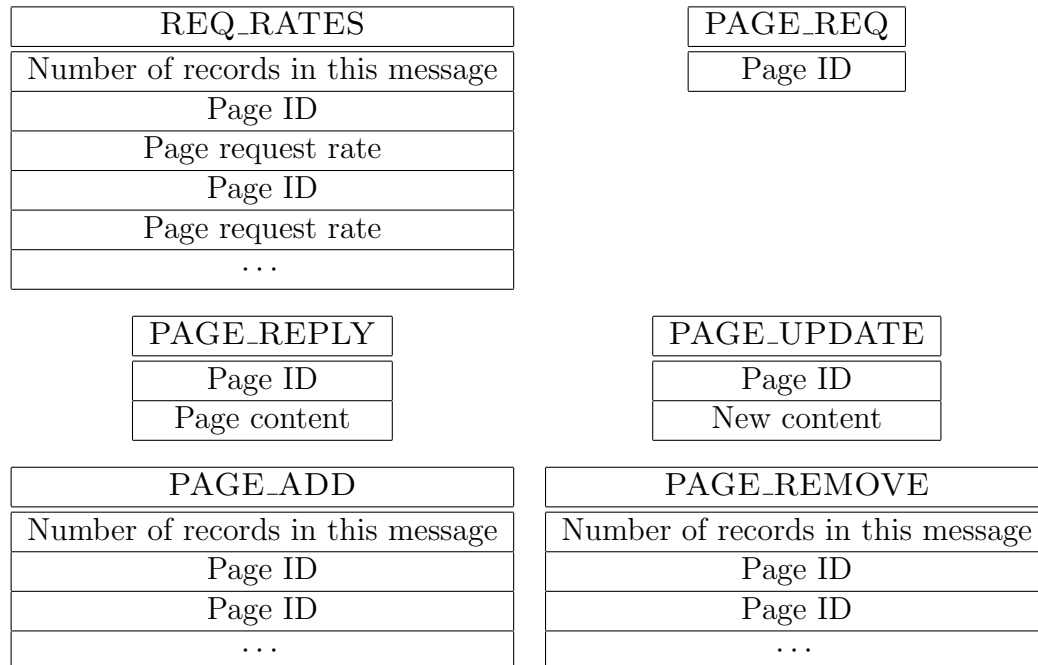 REQ_RATES
Number of records in this message
Page ID
Page request rate
Page ID
Page request rate
...
PAGE_REQ
Page ID
PAGE_REPLY
Page ID
Page content
PAGE_UPDATE
Page ID
New content
PAGE_ADD
Number of records in this message
Page ID
Page ID
...
PAGE_REMOVE
Number of records in this message
Page ID
Page ID
...